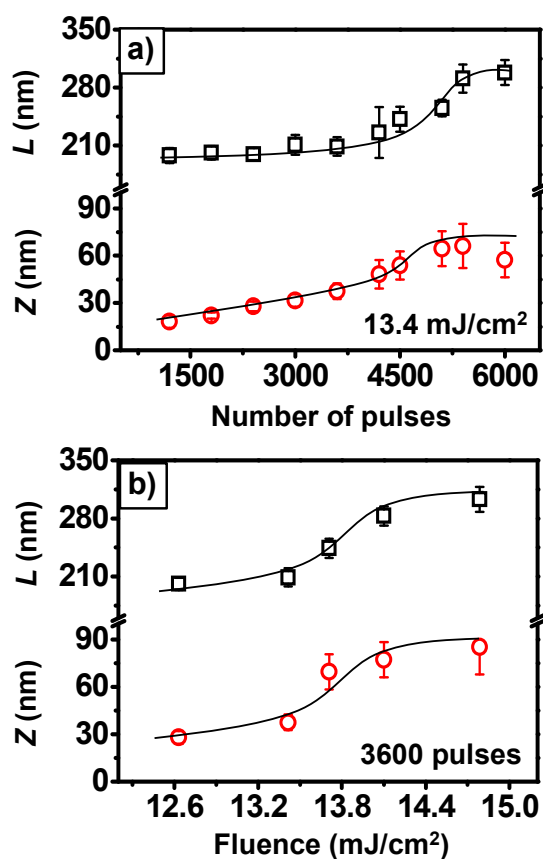 a)
350
280
210
L (nm)
90
60
30
0
Z (nm)
13.4 mJ/cm²
1500 3000 4500 6000
Number of pulses
b)
350
280
210
L (nm)
90
60
30
0
Z (nm)
3600 pulses
12.6 13.2 13.8 14.4 15.0
Fluence (mJ/cm²)